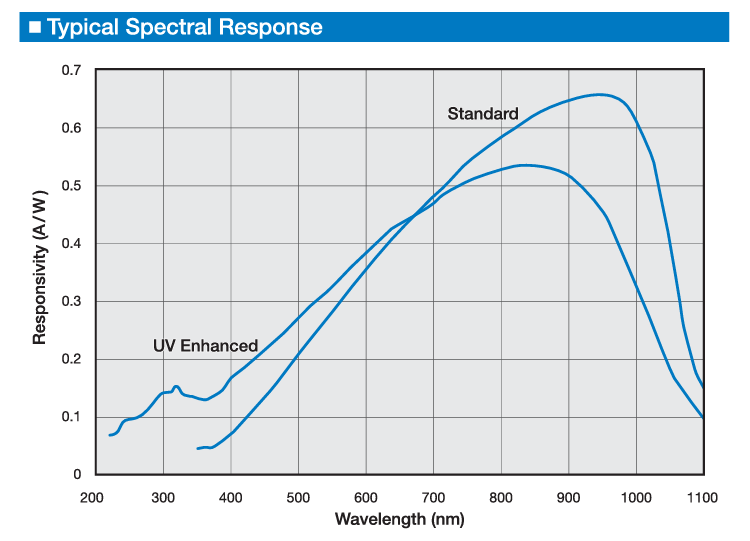 Typical Spectral Response
0.7
Standard
0.6
0.5
0.4
Responsivity (A/W)
0.3
UV Enhanced
0.2
0.1
0
200 300 400 500 600 700 800 900 1000 1100
Wavelength (nm)